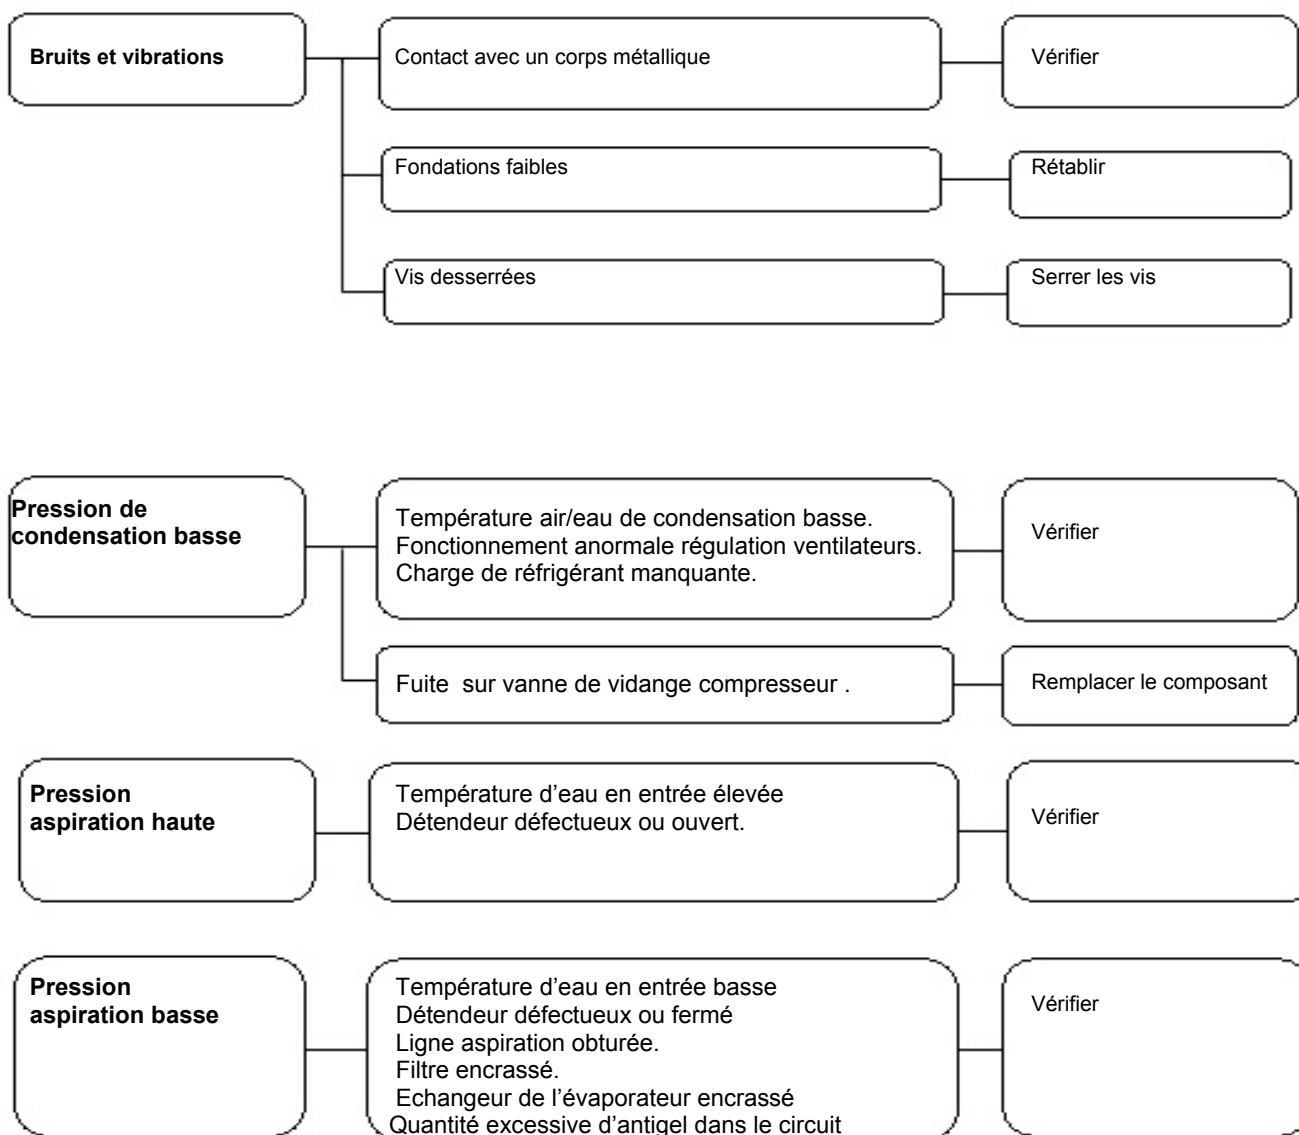 Bruits et vibrations
Contact avec un corps métallique
Vérifier
Fondations faibles
Rétablir
Vis desserrées
Serrer les vis
Pression de
condensation basse
Température air/eau de condensation basse.
Fonctionnement anormale régulation ventilateurs.
Charge de réfrigérant manquante.
Vérifier
Fuite  sur vanne de vidange compresseur .
Remplacer le composant
Pression
aspiration haute
Température d’eau en entrée élevée
Détendeur défectueux ou ouvert.
Vérifier
Pression
aspiration basse
Température d’eau en entrée basse
Détendeur défectueux ou fermé
Ligne aspiration obturée.
Filtre encrassé.
Echangeur de l’évaporateur encrassé
Quantité excessive d’antigel dans le circuit
Vérifier